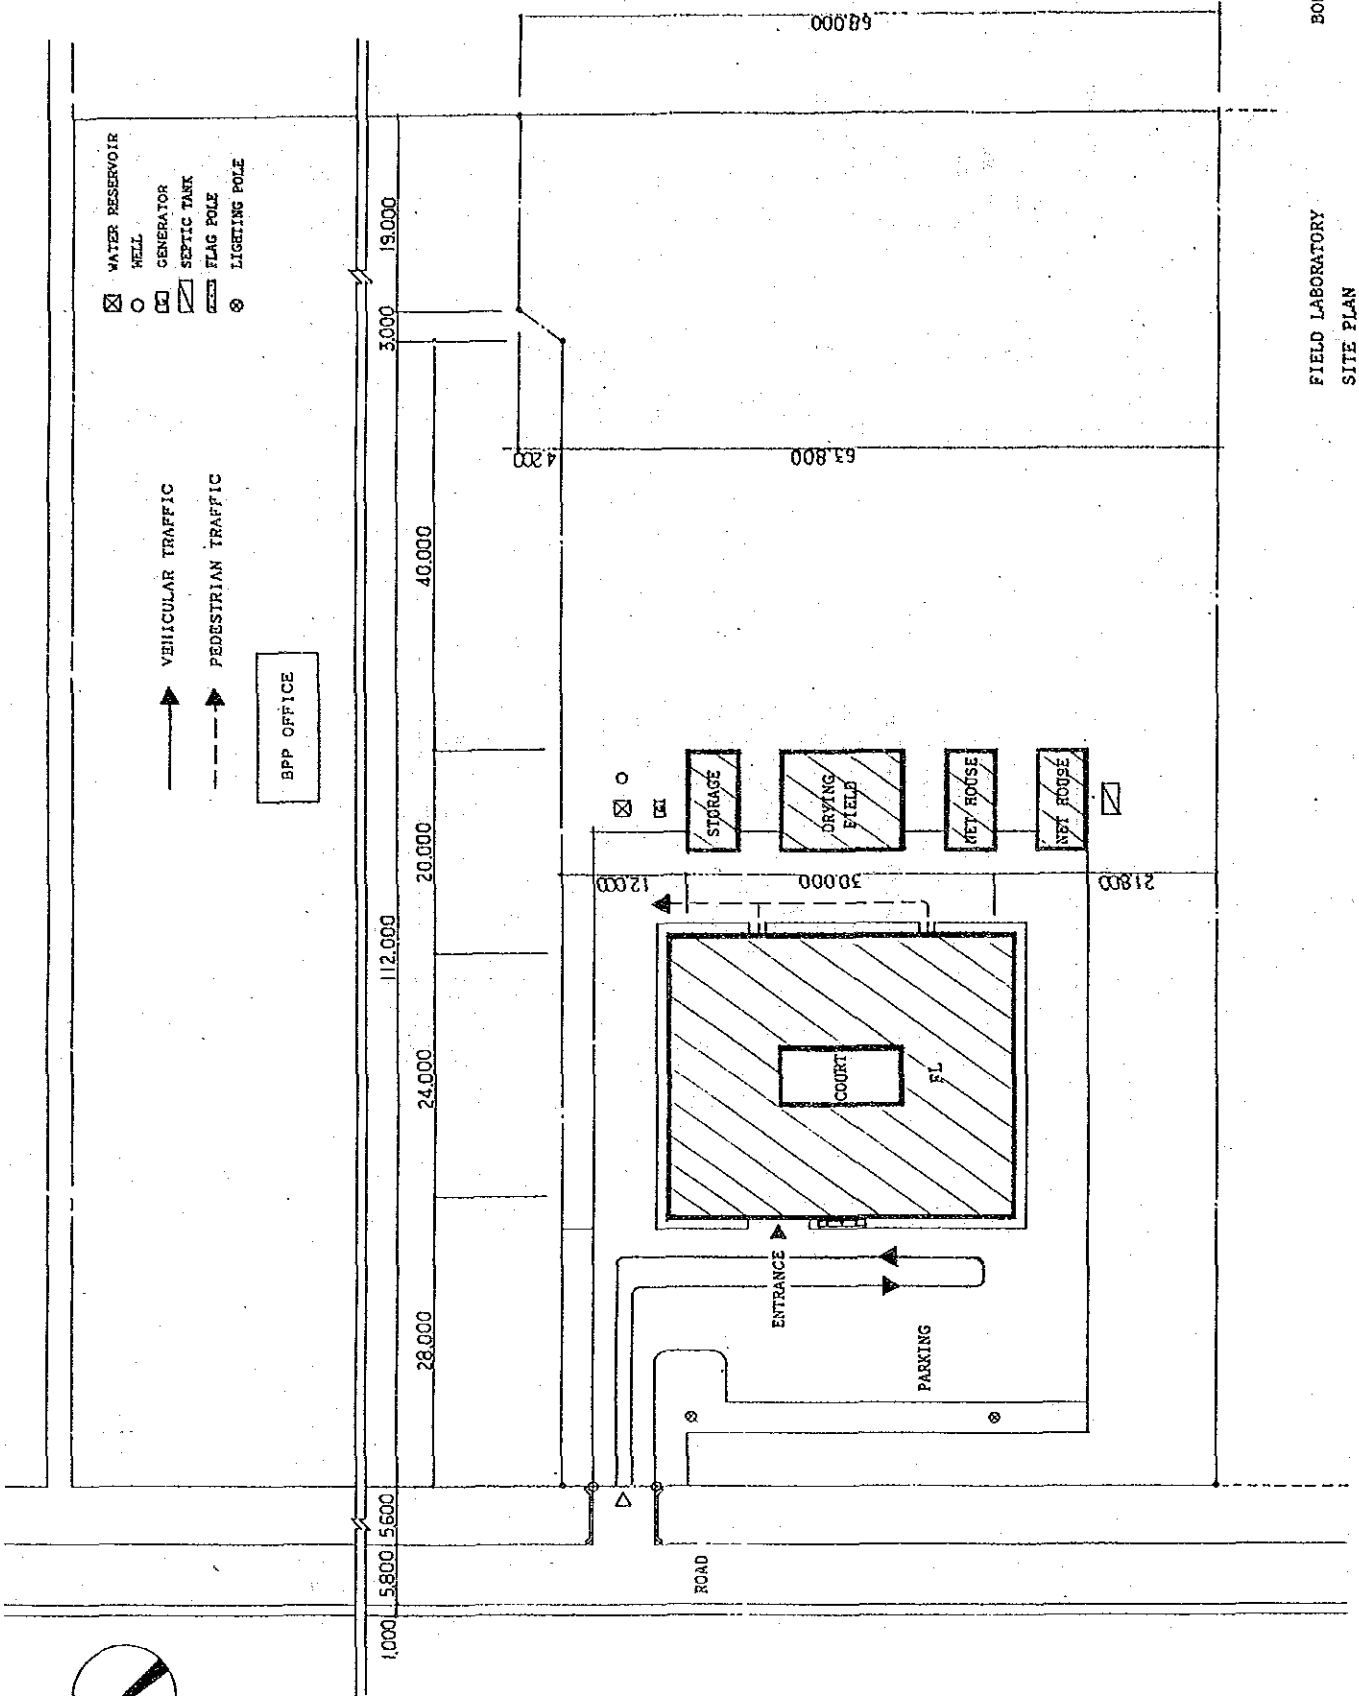 WATER RESERVOIR
WELL
GENERATOR
SEPTIC TANK
FLAG POLE
LIGHTING POLE
VEHICULAR TRAFFIC
PEDESTRIAN TRAFFIC
BPP OFFICE
1,000
5,800
5,600
112.000
3,000
19.000
28.000
24.000
20.000
40.000
68.000
4.200
63.800
12.000
30.000
21.800
STORAGE
DRYING
FIELD
NET HOUSE
NET HOUSE
COURT
FL
ENTRANCE
PARKING
ROAD
FIELD LABORATORY
SITE PLAN